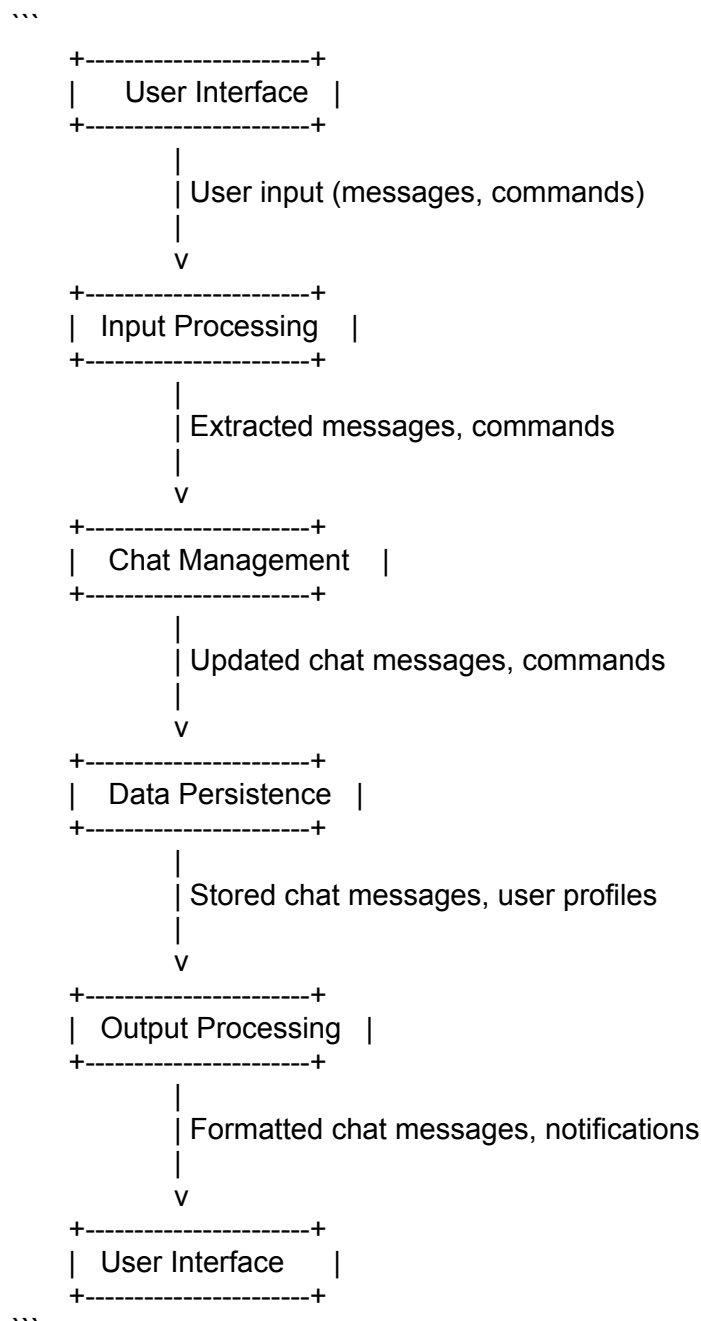 ```
+-----------------------+
|     User Interface   |
+-----------------------+
|
| User input (messages, commands)
|
v
+-----------------------+
|   Input Processing    |
+-----------------------+
|
| Extracted messages, commands
|
v
+-----------------------+
|    Chat Management    |
+-----------------------+
|
| Updated chat messages, commands
|
v
+-----------------------+
|    Data Persistence   |
+-----------------------+
|
| Stored chat messages, user profiles
|
v
+-----------------------+
|   Output Processing   |
+-----------------------+
|
| Formatted chat messages, notifications
|
v
+-----------------------+
|   User Interface      |
+-----------------------+
```